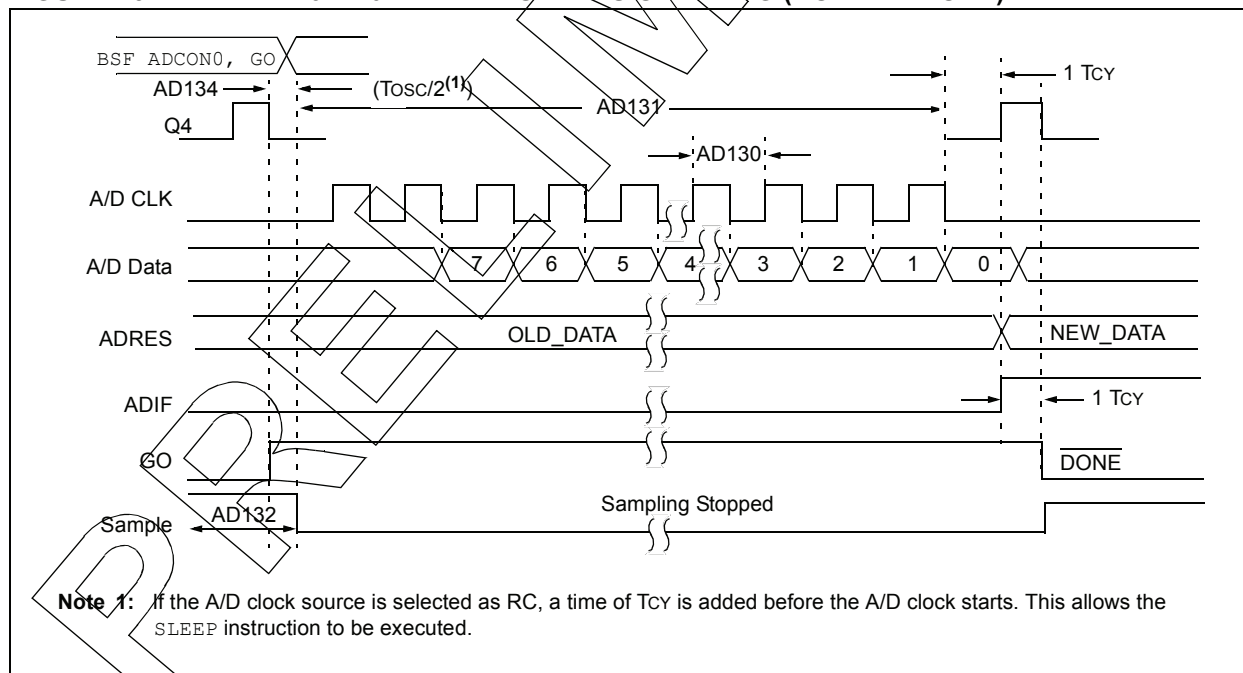 BSF ADCON0, GO
1 TCY
AD134
(TOSC/2(1))
AD131
Q4
AD130
A/D CLK
A/D Data
7 6 5 4 3 2 1 0
ADRES
OLD_DATA
NEW_DATA
ADIF
1 TCY
GO
DONE
Sample
AD132
Sampling Stopped
Note 1: If the A/D clock source is selected as RC, a time of TCY is added before the A/D clock starts. This allows the
SLEEP instruction to be executed.